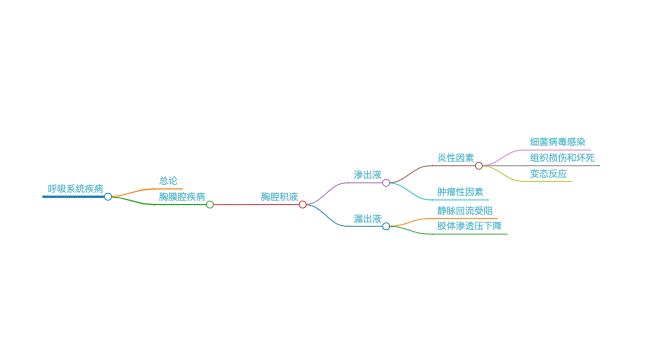 呼吸系统疾病
总论
胸膜腔疾病
胸腔积液
渗出液
炎性因素
细菌病毒感染
组织损伤和坏死
变态反应
肿瘤性因素
漏出液
静脉回流受阻
胶体渗透压下降